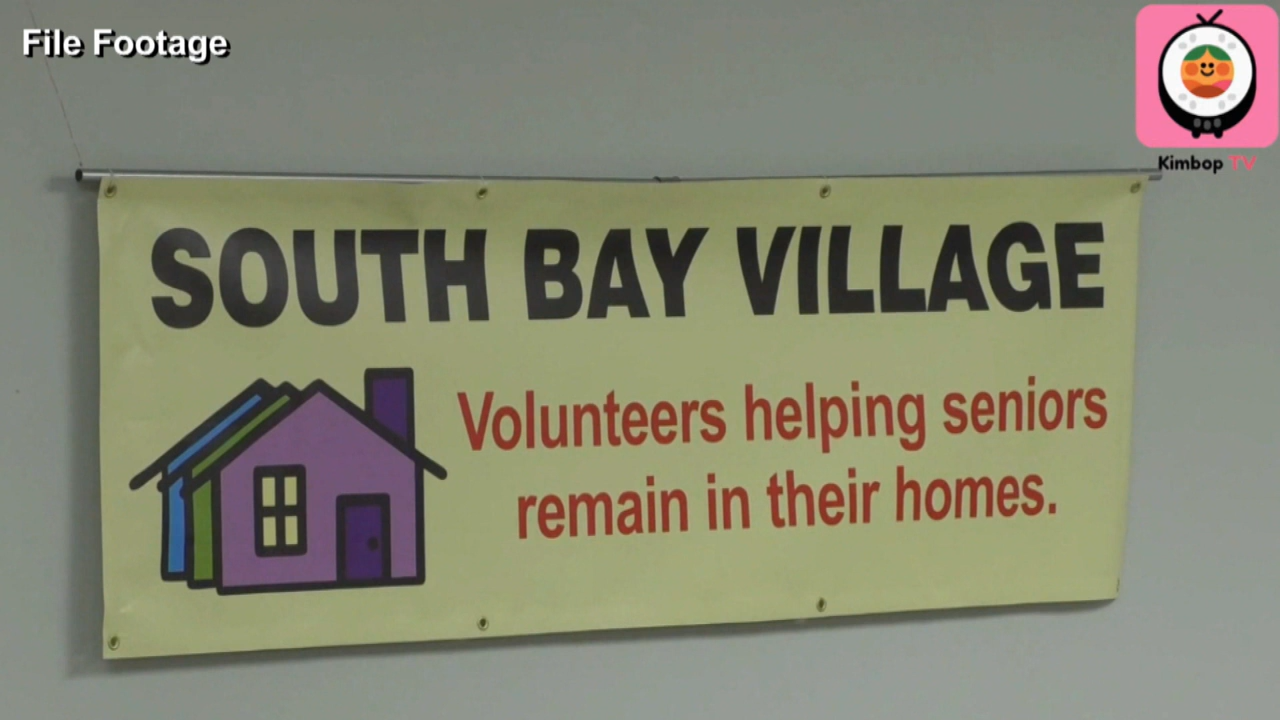 File Footage
Kimbop TV
SOUTH BAY VILLAGE
Volunteers helping seniors
remain in their homes.